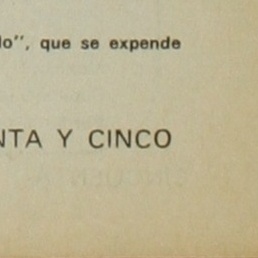 lo", que se expende
NTA Y CINCO